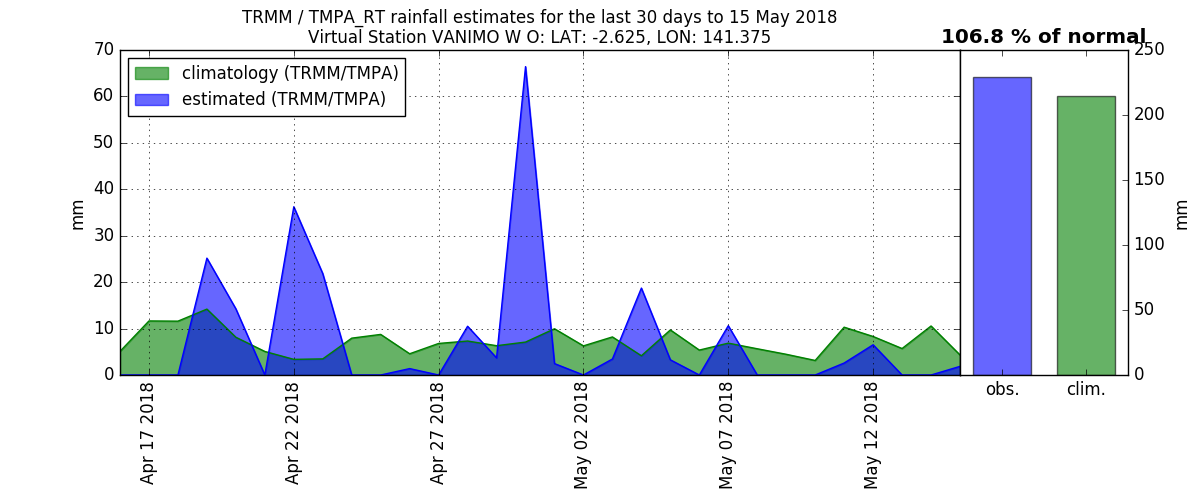 TRMM / TMPA_RT rainfall estimates for the last 30 days to 15 May 2018
Virtual Station VANIMO W O: LAT: -2.625, LON: 141.375
106.8 % of normal
climatology (TRMM/TMPA)
estimated (TRMM/TMPA)
70
60
50
40
30
20
10
0
mm
Apr 17 2018
Apr 22 2018
Apr 27 2018
May 02 2018
May 07 2018
May 12 2018
obs.
clim.
250
200
150
100
50
0
mm